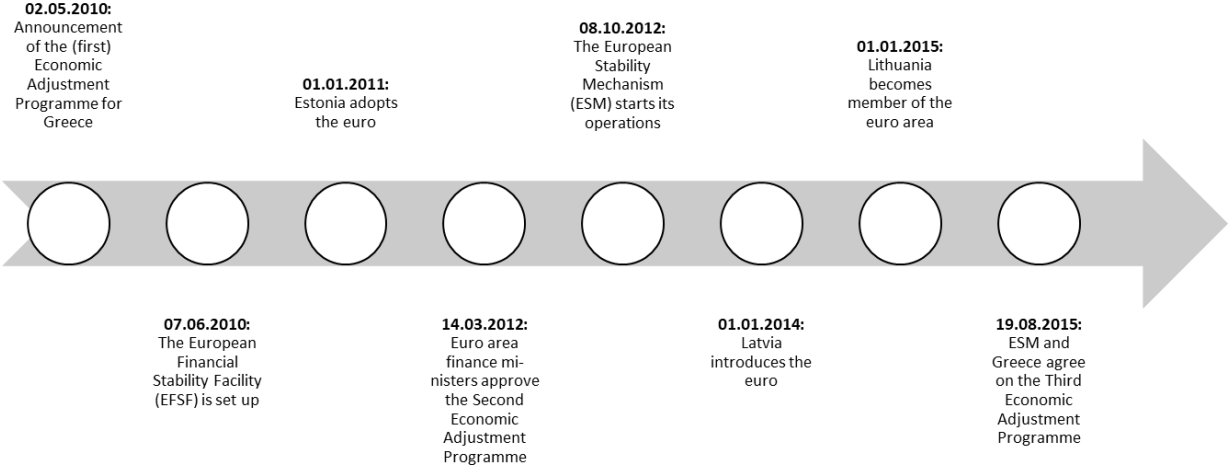 02.05.2010:
Announcement
of the (first)
Economic
Adjustment
Programme for
Greece
07.06.2010:
The European
Financial
Stability Facility
(EFSF) is set up
01.01.2011:
Estonia adopts
the euro
14.03.2012:
Euro area
finance mi-
nisters approve
the Second
Economic
Adjustment
Programme
08.10.2012:
The European
Stability
Mechanism
(ESM) starts its
operations
01.01.2014:
Latvia
introduces the
euro
01.01.2015:
Lithuania
becomes
member of the
euro area
19.08.2015:
ESM and
Greece agree
on the Third
Economic
Adjustment
Programme